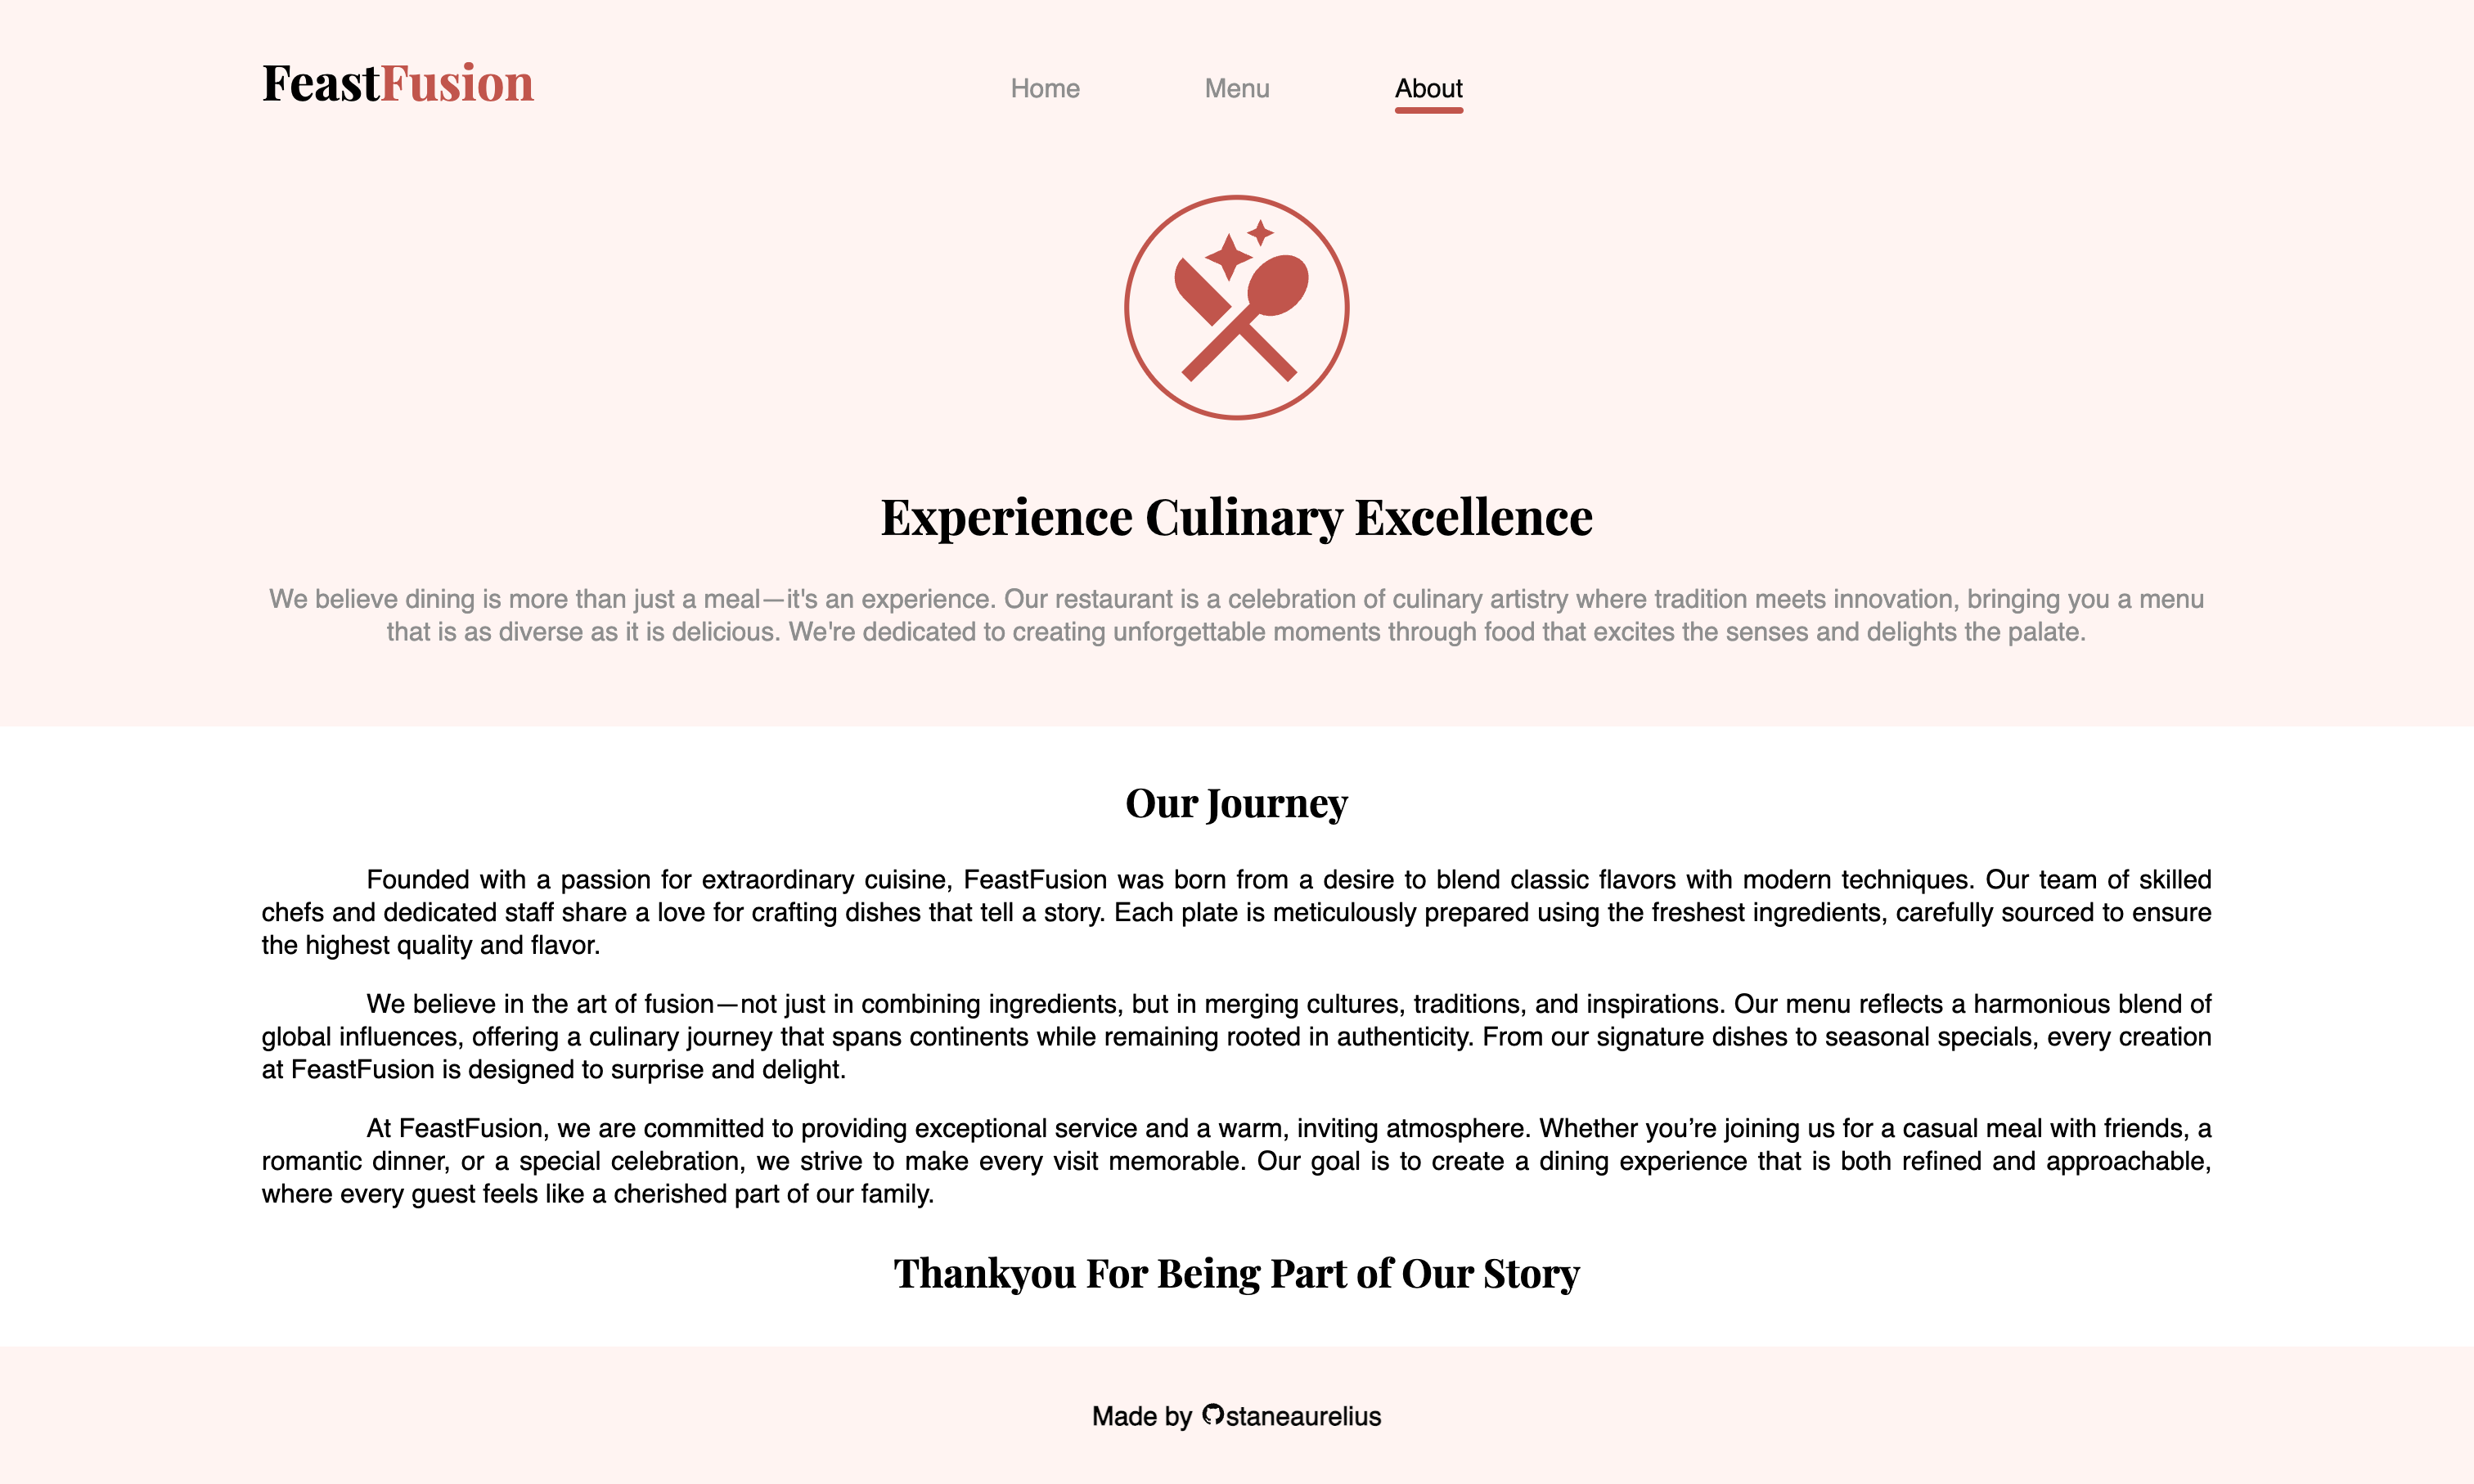 FeastFusion
Home
Menu
About
Experience Culinary Excellence
We believe dining is more than just a meal—it's an experience. Our restaurant is a celebration of culinary artistry where tradition meets innovation, bringing you a menu
that is as diverse as it is delicious. We're dedicated to creating unforgettable moments through food that excites the senses and delights the palate.
Our Journey
Founded with a passion for extraordinary cuisine, FeastFusion was born from a desire to blend classic flavors with modern techniques. Our team of skilled
chefs and dedicated staff share a love for crafting dishes that tell a story. Each plate is meticulously prepared using the freshest ingredients, carefully sourced to ensure
the highest quality and flavor.
We believe in the art of fusion—not just in combining ingredients, but in merging cultures, traditions, and inspirations. Our menu reflects a harmonious blend of
global influences, offering a culinary journey that spans continents while remaining rooted in authenticity. From our signature dishes to seasonal specials, every creation
at FeastFusion is designed to surprise and delight.
At FeastFusion, we are committed to providing exceptional service and a warm, inviting atmosphere. Whether you’re joining us for a casual meal with friends, a
romantic dinner, or a special celebration, we strive to make every visit memorable. Our goal is to create a dining experience that is both refined and approachable,
where every guest feels like a cherished part of our family.
Thankyou For Being Part of Our Story
Made by staneaurelius